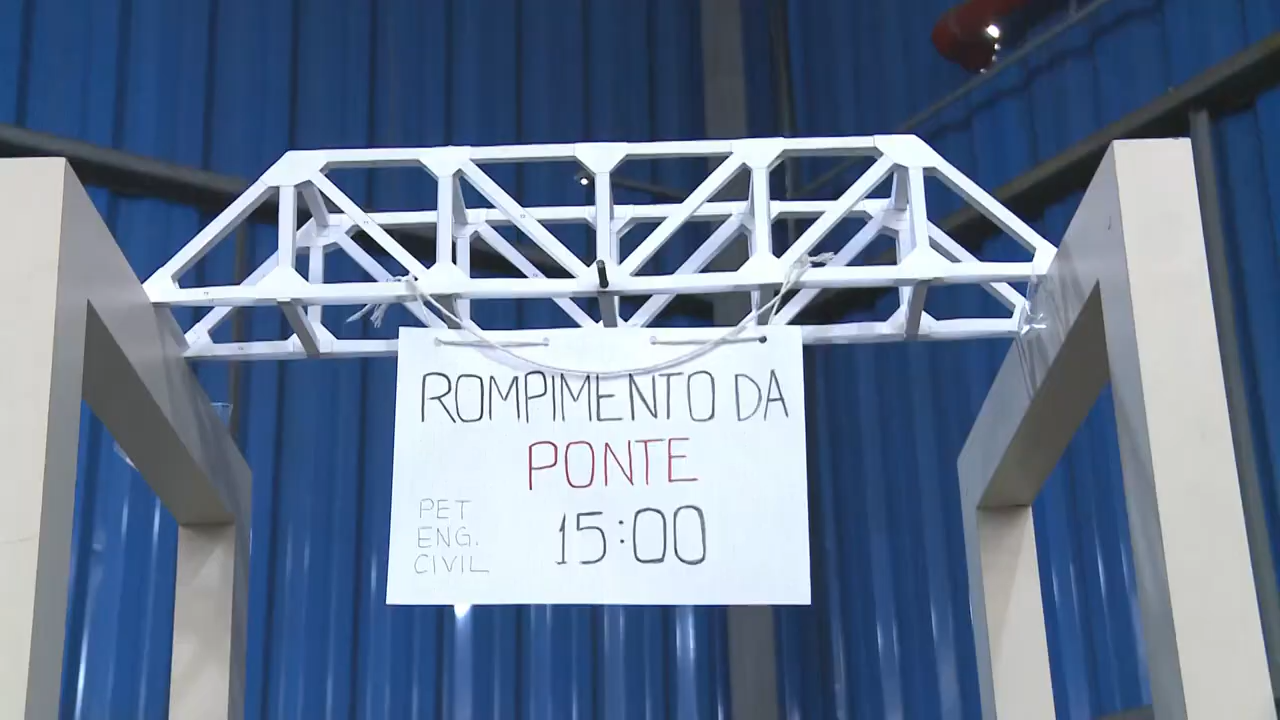 ROMPIMENTO DA
PONTE
PET
ENG.
CIVIL
15:00